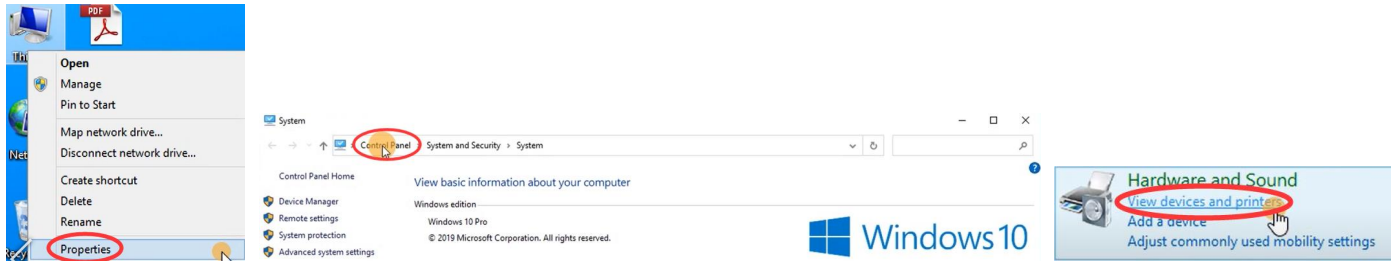 PDF
Open
Manage
Pin to Start
Map network drive...
Disconnect network drive...
Net
Create shortcut
Delete
Rename
Properties
System
Control Panel › System and Security › System
Control Panel Home
Device Manager
Remote settings
System protection
Advanced system settings
View basic information about your computer
Windows edition
Windows 10 Pro
© 2019 Microsoft Corporation. All rights reserved.
Windows 10
Hardware and Sound
View devices and printers
Add a device
Adjust commonly used mobility settings